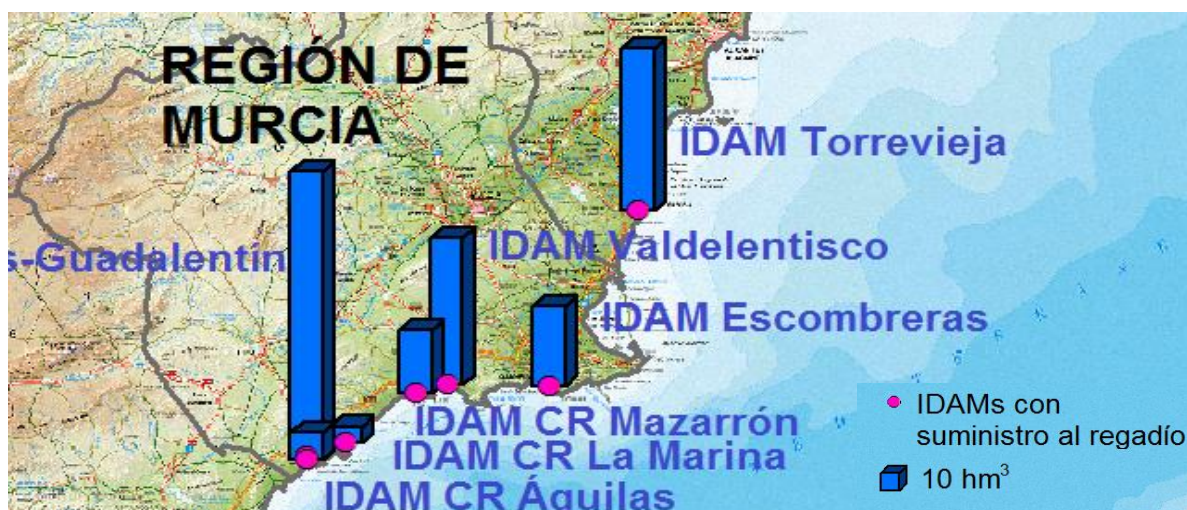 REGIÓN DE
MURCIA
IDAM Torrevieja
s-Guadalentín
IDAM Valdelentisco
IDAM Escombreras
IDAM CR Mazarrón
IDAM CR La Marina
IDAM CR Águilas
IDAMs con
suministro al regadío
10 hm³